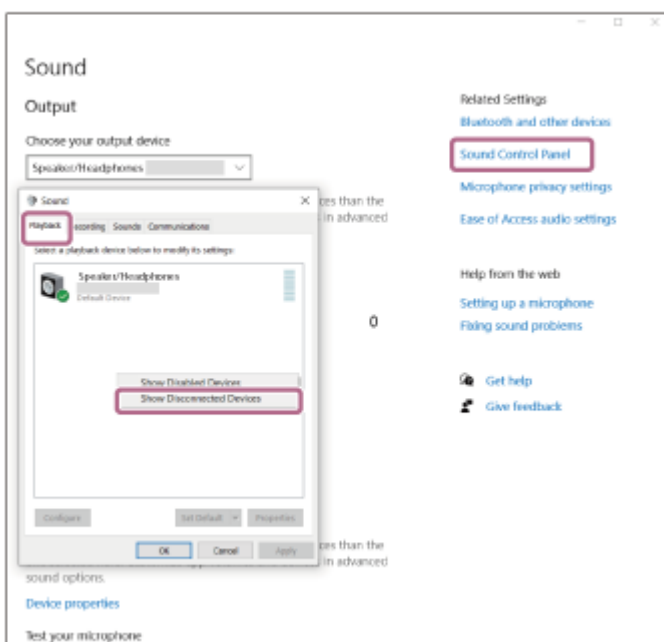 Sound
Output
Choose your output device
Speaker/Headphones
Sound
Playback
Recording
Sounds
Communications
Select a playback device below to modify its settings:
Speaker/Headphones
Default Device
Show Disabled Devices
Show Disconnected Devices
Configure
Set Default
Properties
OK
Cancel
Apply
ces than the
in advanced
0
ces than the
in advanced
sound options.
Device properties
Test your microphone
Related Settings
Bluetooth and other devices
Sound Control Panel
Microphone privacy settings
Ease of Access audio settings
Help from the web
Setting up a microphone
Fixing sound problems
Get help
Give feedback